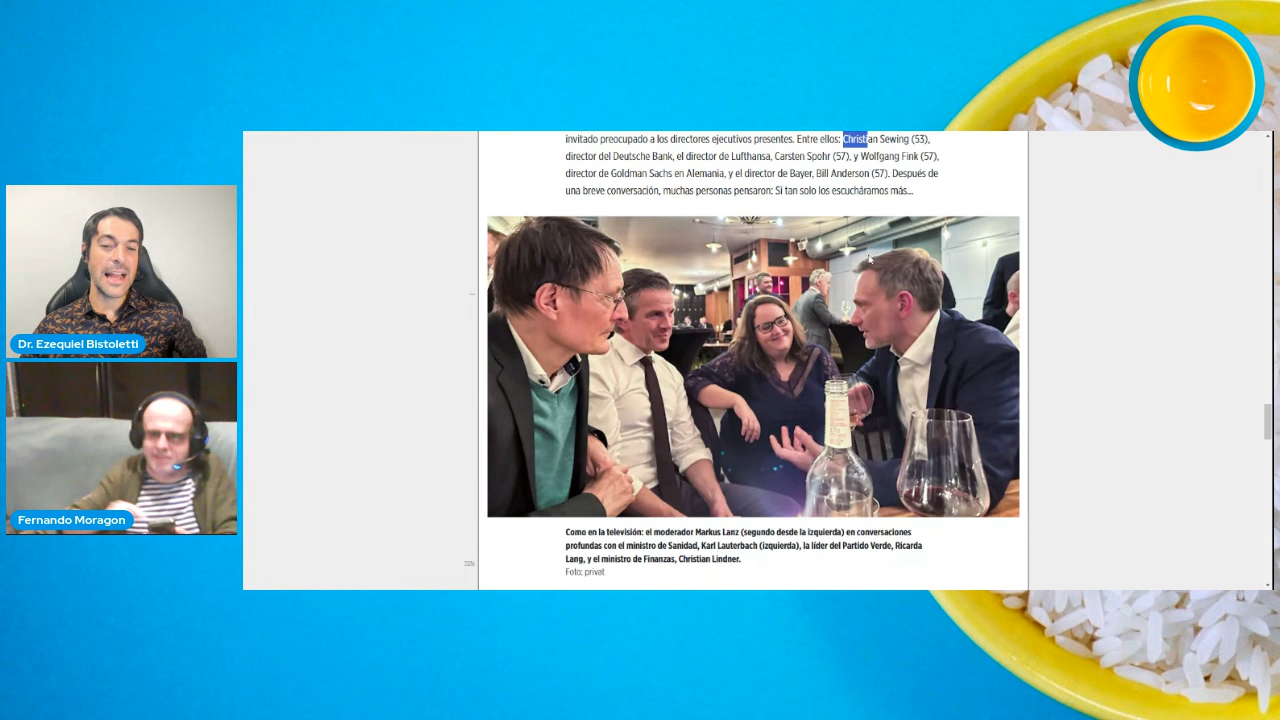 invitado preocupado a los directores ejecutivos presentes. Entre ellos: Christian Sewing (53),
director del Deutsche Bank, el director de Lufthansa, Carsten Spohr (57), y Wolfgang Fink (57),
director de Goldman Sachs en Alemania, y el director de Bayer, Bill Anderson (57). Después de
una breve conversación, muchas personas pensaron: Si tan solo los escucháramos más...
Dr. Ezequiel Bistoletti
Fernando Moragon
Como en la televisión: el moderador Markus Lanz (segundo desde la izquierda) en conversaciones
profundas con el ministro de Sanidad, Karl Lauterbach (izquierda), la líder del Partido Verde, Ricarda
Lang, y el ministro de Finanzas, Christian Lindner.
Foto: privat